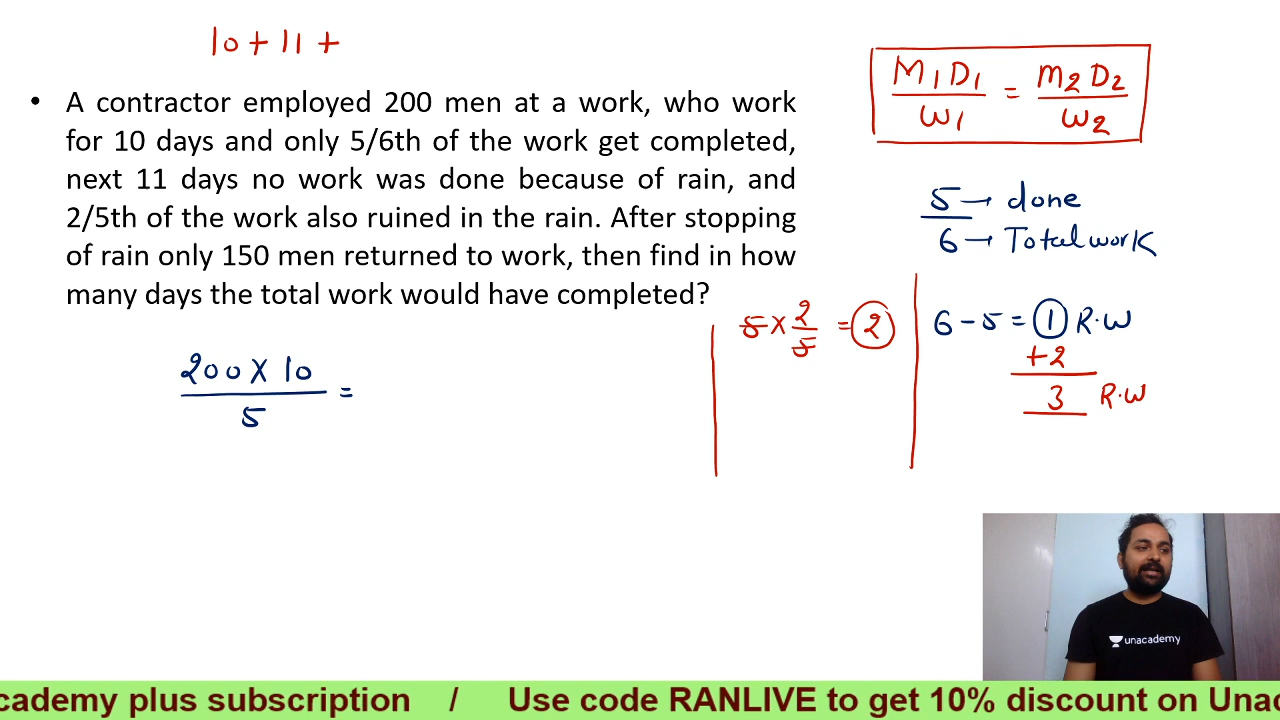 10 + 11 +
• A contractor employed 200 men at a work, who work
for 10 days and only 5/6th of the work get completed,
next 11 days no work was done because of rain, and
2/5th of the work also ruined in the rain. After stopping
of rain only 150 men returned to work, then find in how
many days the total work would have completed?
200 X 10
5
=
M1 D1 / W1 = M2 D2 / W2
5 → done
6 → Total work
5 X 2/5 = 2
6 - 5 = 1 R.W
+2
3 R.W
unacademy
cademy plus subscription / Use code RANLIVE to get 10% discount on Unac